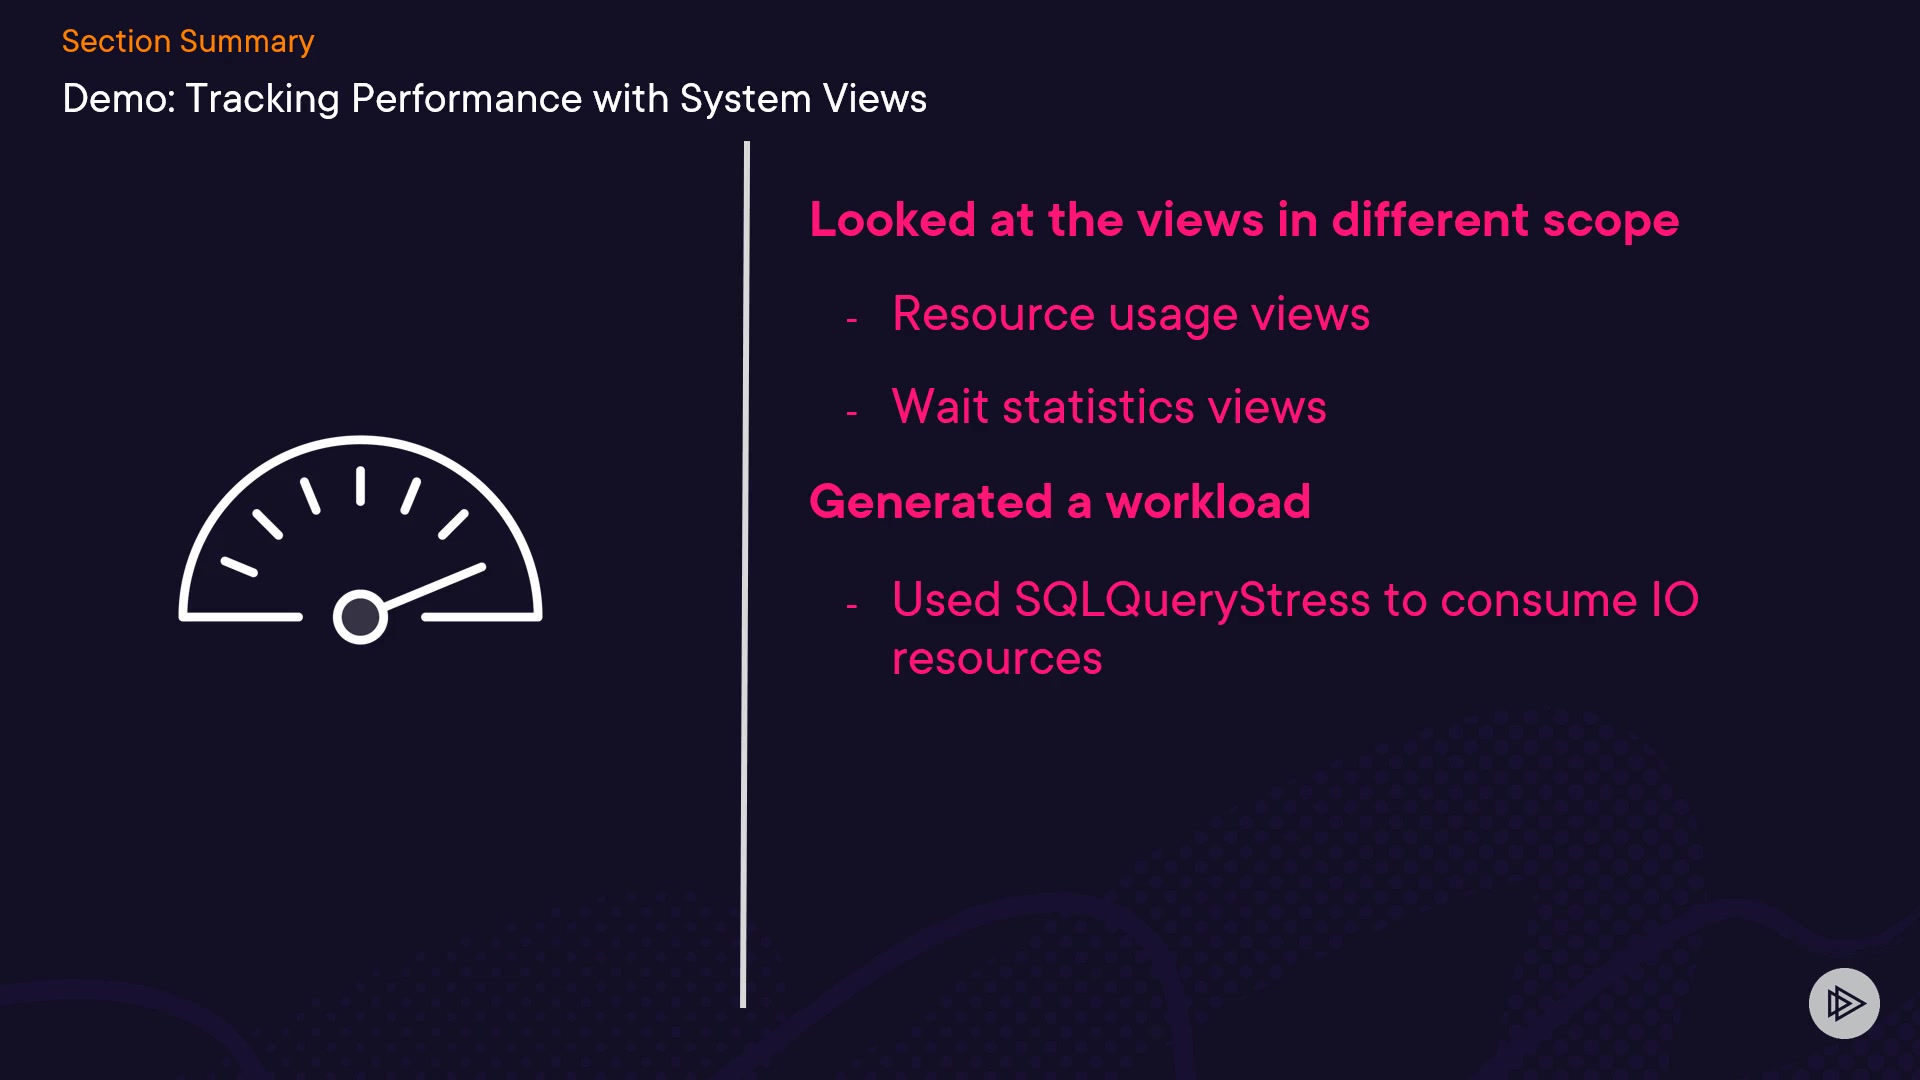 Section Summary
Demo: Tracking Performance with System Views
Looked at the views in different scope
- Resource usage views
- Wait statistics views
Generated a workload
- Used SQLQueryStress to consume IO
resources